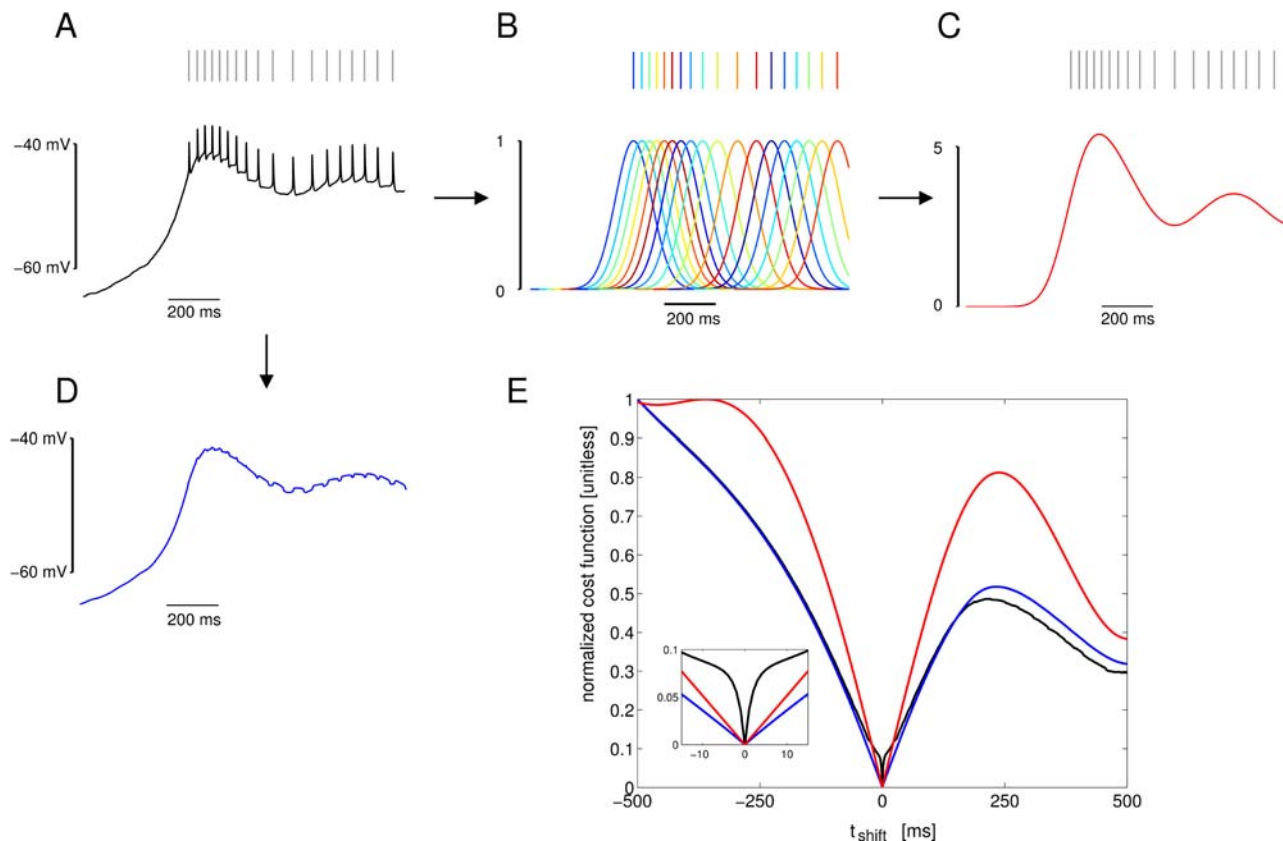 A
−40 mV
−60 mV
200 ms
B
1
0
200 ms
C
5
0
200 ms
D
−40 mV
−60 mV
200 ms
E
normalized cost function [unitless]
1
0.9
0.8
0.7
0.6
0.5
0.4
0.3
0.2
0.1
0
−500
−250
0
250
500
t_shift [ms]
0.1
0.05
0
−10
0
10